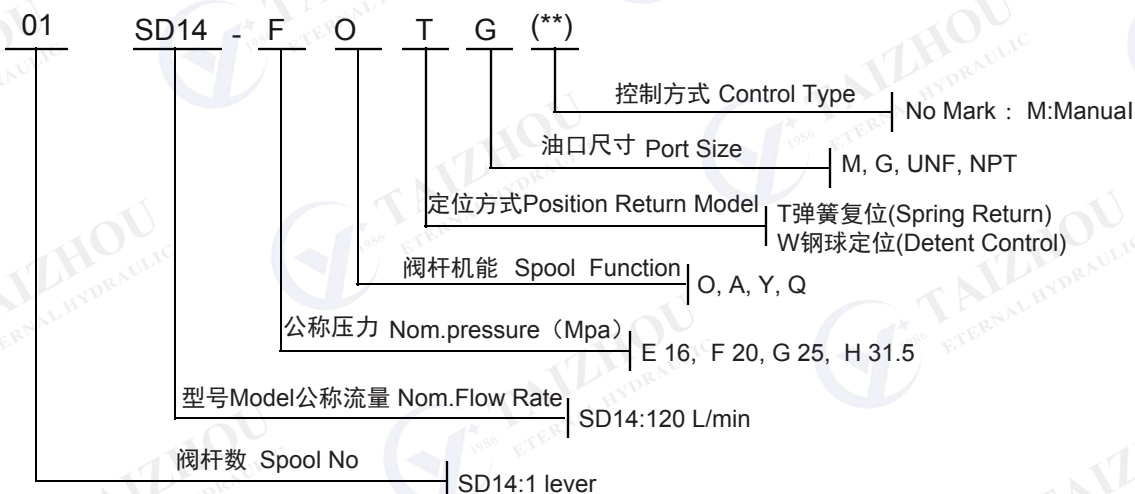 01 SD14 - F O T G (**)
控制方式 Control Type
No Mark : M:Manual
油口尺寸 Port Size
M, G, UNF, NPT
定位方式Position Return Model
T弹簧复位(Spring Return)
W钢球定位(Detent Control)
阀杆机能 Spool Function
O, A, Y, Q
公称压力 Nom.pressure（Mpa）
E 16, F 20, G 25, H 31.5
型号Model公称流量 Nom.Flow Rate
SD14:120 L/min
阀杆数 Spool No
SD14:1 lever
TAIZHOU
ETERNAL HYDRAULIC
1986